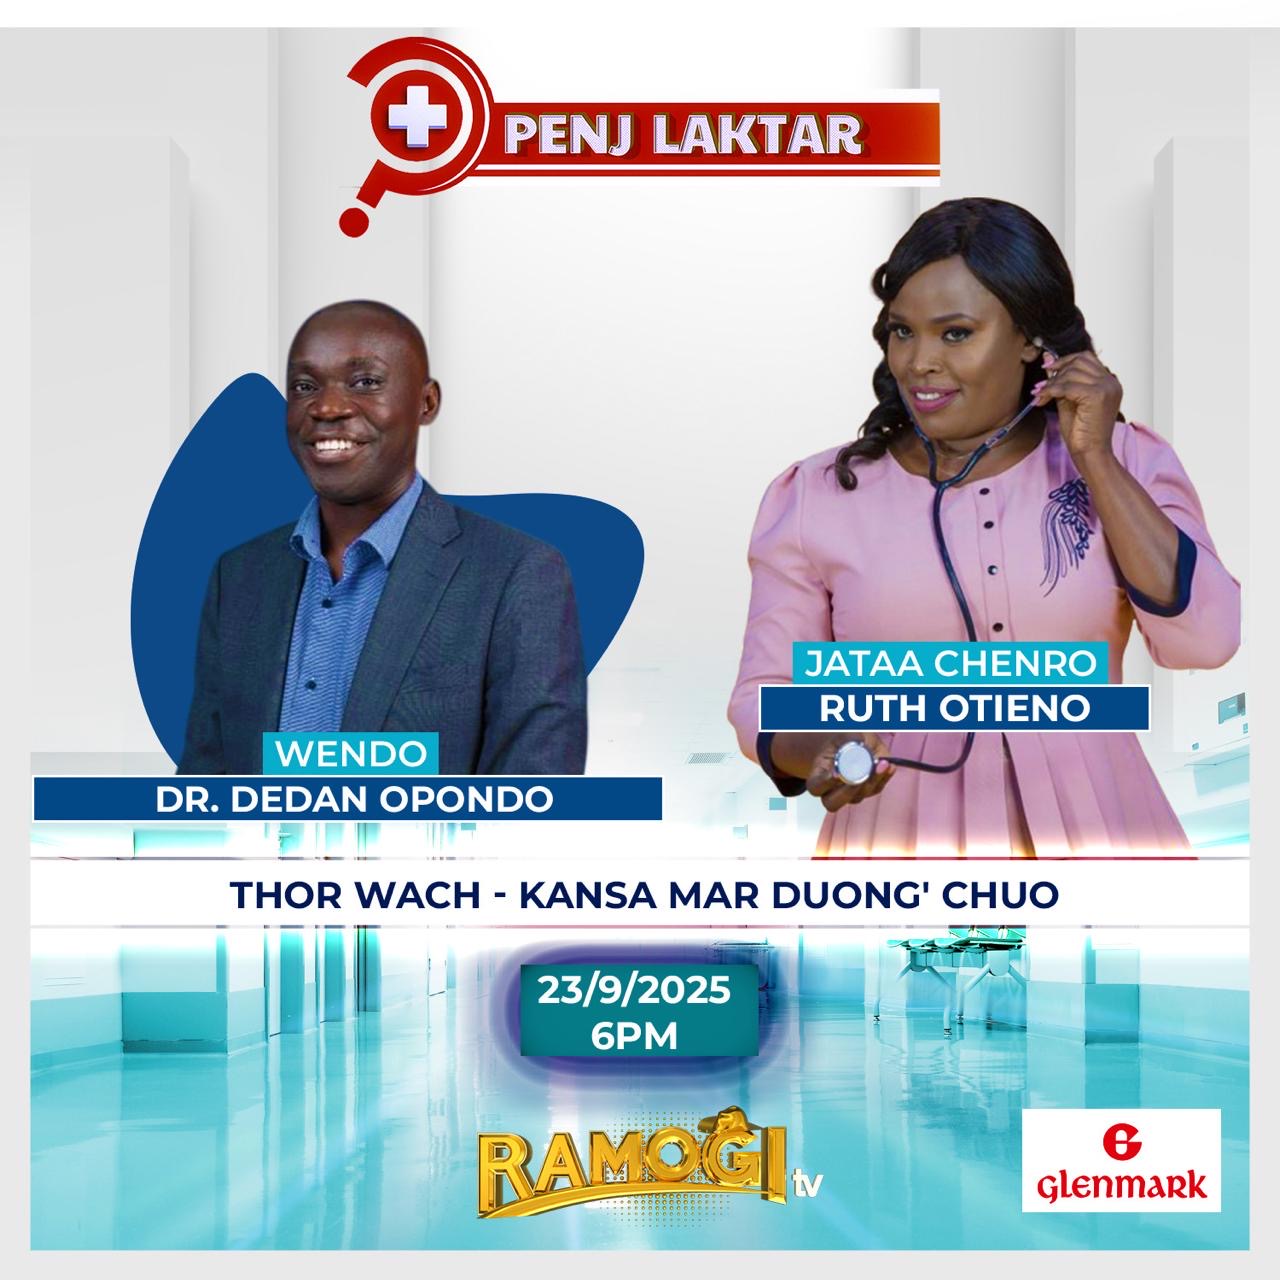 PENJ LAKTAR
JATAA CHENRO
RUTH OTIENO
WENDO
DR. DEDAN OPONDO
THOR WACH - KANSA MAR DUONG' CHUO
23/9/2025
6PM
RAMOGI tv
Glenmark